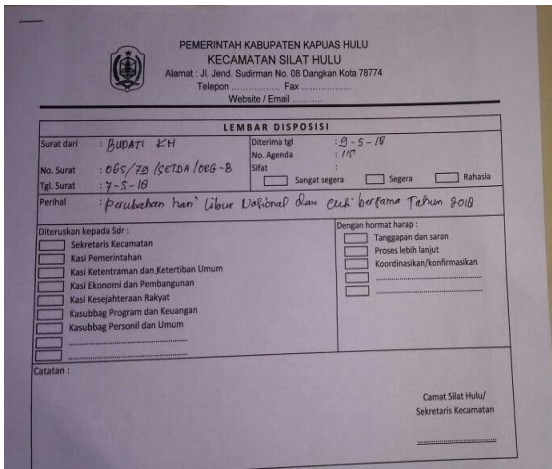 PEMERINTAH KABUPATEN KAPUAS HULU
KECAMATAN SILAT HULU
Alamat : Jl. Jend. Sudirman No. 08 Dangkan Kota 78774
Telepon ................. Fax ..................
Website / Email ..........
LEMBAR DISPOSISI
Surat dari : BUPATI KH
Diterima tgl : 9-5-18
No. Agenda : 115
No. Surat : 065/79/SETDA/ORG-B
Sifat :
Tgl. Surat : 7-5-18
Sangat segera Segera Rahasia
Perihal : perubahan hari Libur Nasional dan cuti bersama Tahun 2018
Diteruskan kepada Sdr :
Sekretaris Kecamatan
Kasi Pemerintahan
Kasi Ketentraman dan Ketertiban Umum
Kasi Ekonomi dan Pembangunan
Kasi Kesejahteraan Rakyat
Kasubbag Program dan Keuangan
Kasubbag Personil dan Umum
Dengan hormat harap :
Tanggapan dan saran
Proses lebih lanjut
Koordinasikan/konfirmasikan
Catatan :
Camat Silat Hulu/
Sekretaris Kecamatan